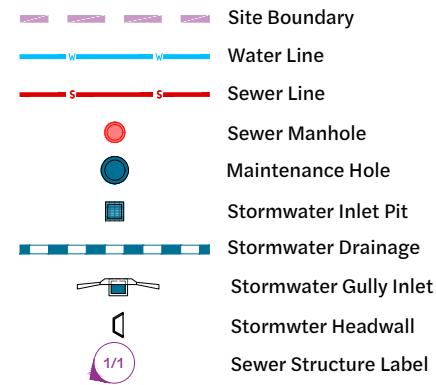 Site Boundary
W W Water Line
S S Sewer Line
Sewer Manhole
Maintenance Hole
Stormwater Inlet Pit
Stormwater Drainage
Stormwater Gully Inlet
Stormwter Headwall
1/1 Sewer Structure Label